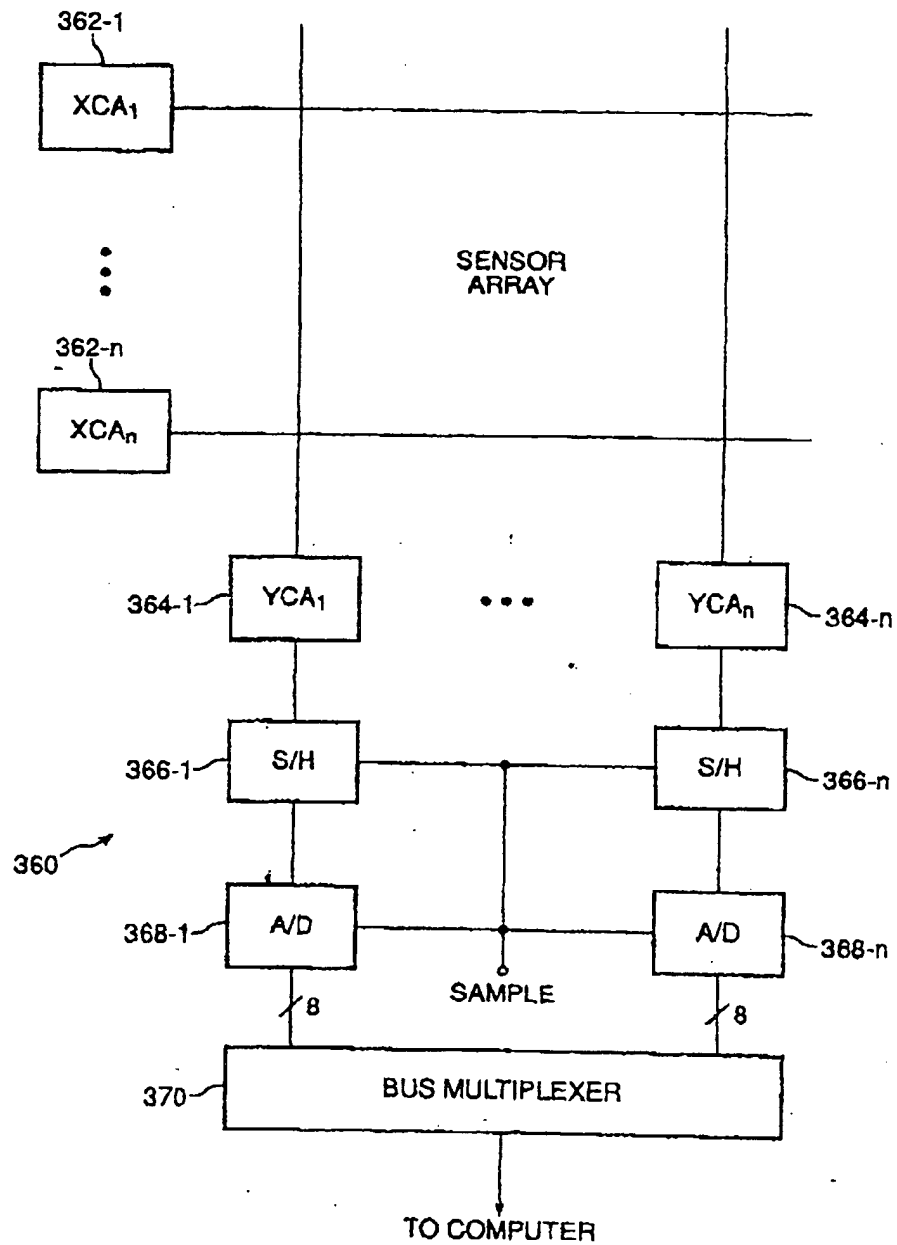 362-1
XCA1
SENSOR
ARRAY
362-n
XCAn
364-1
YCA1
YCAn
364-n
366-1
S/H
S/H
366-n
360
368-1
A/D
A/D
368-n
SAMPLE
8
8
370
BUS MULTIPLEXER
TO COMPUTER